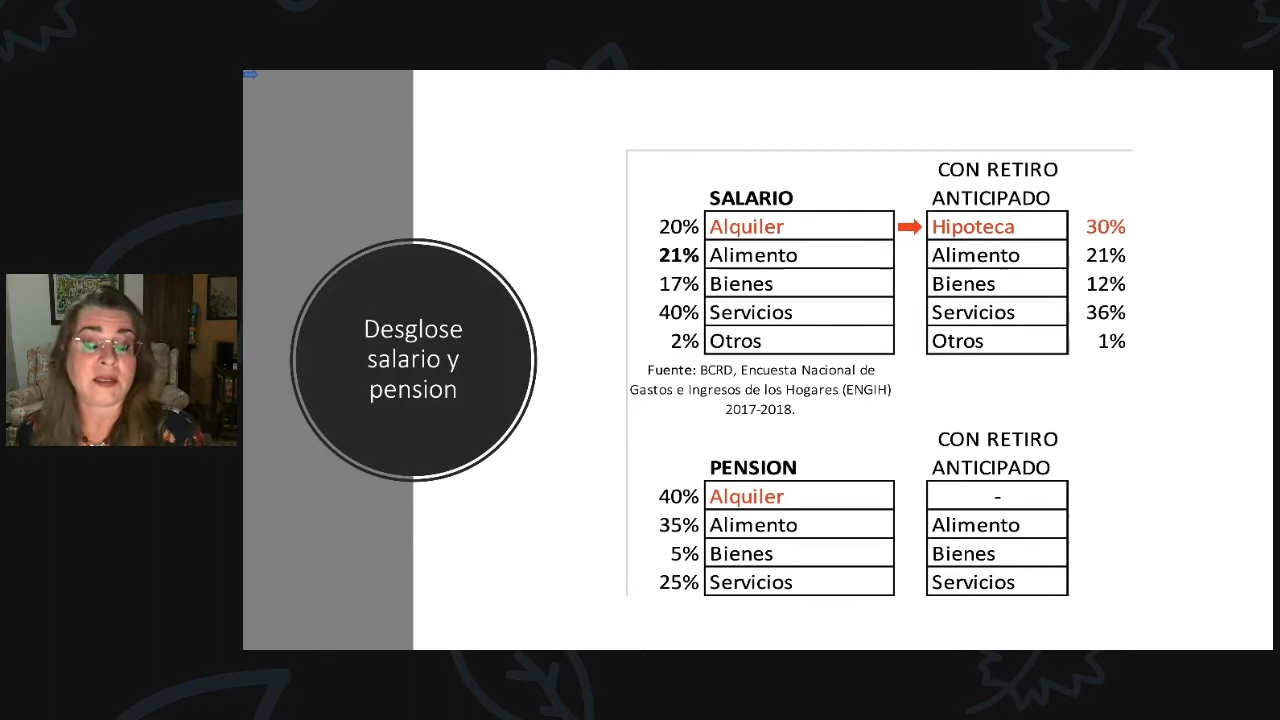 Desglose
salario y
pension
CON RETIRO
SALARIO ANTICIPADO
20% Alquiler Hipoteca 30%
21% Alimento Alimento 21%
17% Bienes Bienes 12%
40% Servicios Servicios 36%
2% Otros Otros 1%
Fuente: BCRD, Encuesta Nacional de
Gastos e Ingresos de los Hogares (ENGIH)
2017-2018.
CON RETIRO
PENSION ANTICIPADO
40% Alquiler -
35% Alimento Alimento
5% Bienes Bienes
25% Servicios Servicios